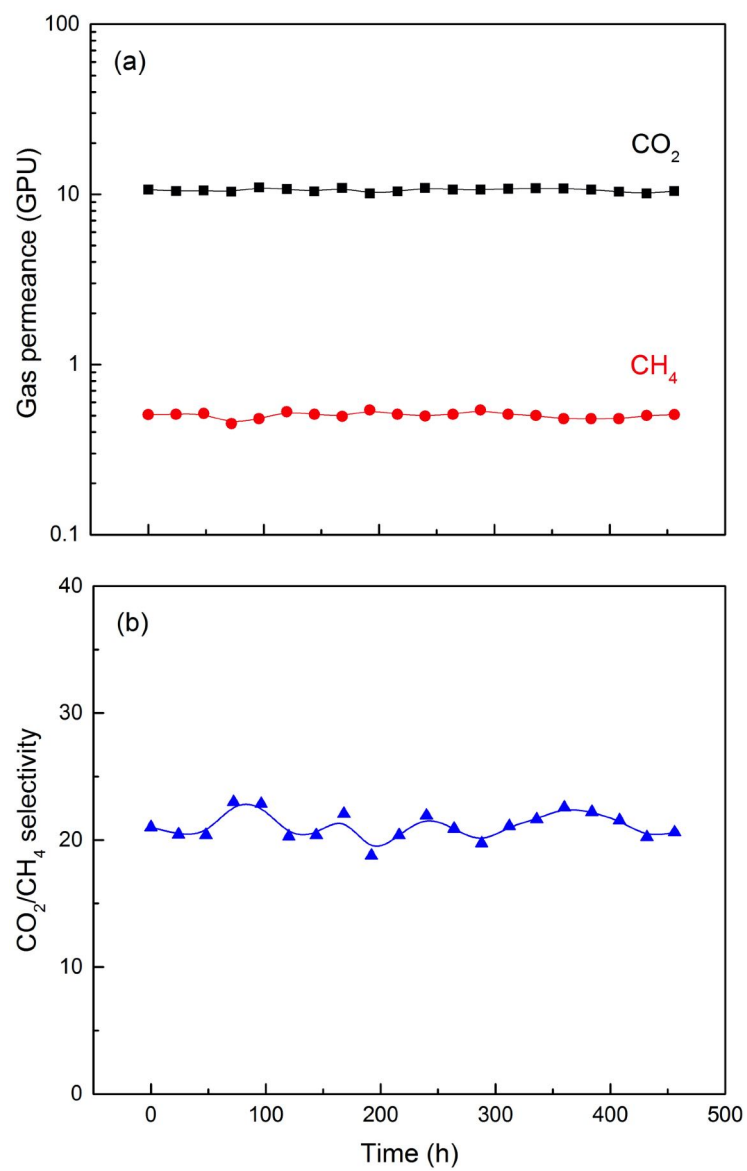 100
(a)
CO₂
10
Gas permeance (GPU)
1
CH₄
0.1
40
(b)
30
CO₂/CH₄ selectivity
20
10
0
0 100 200 300 400 500
Time (h)